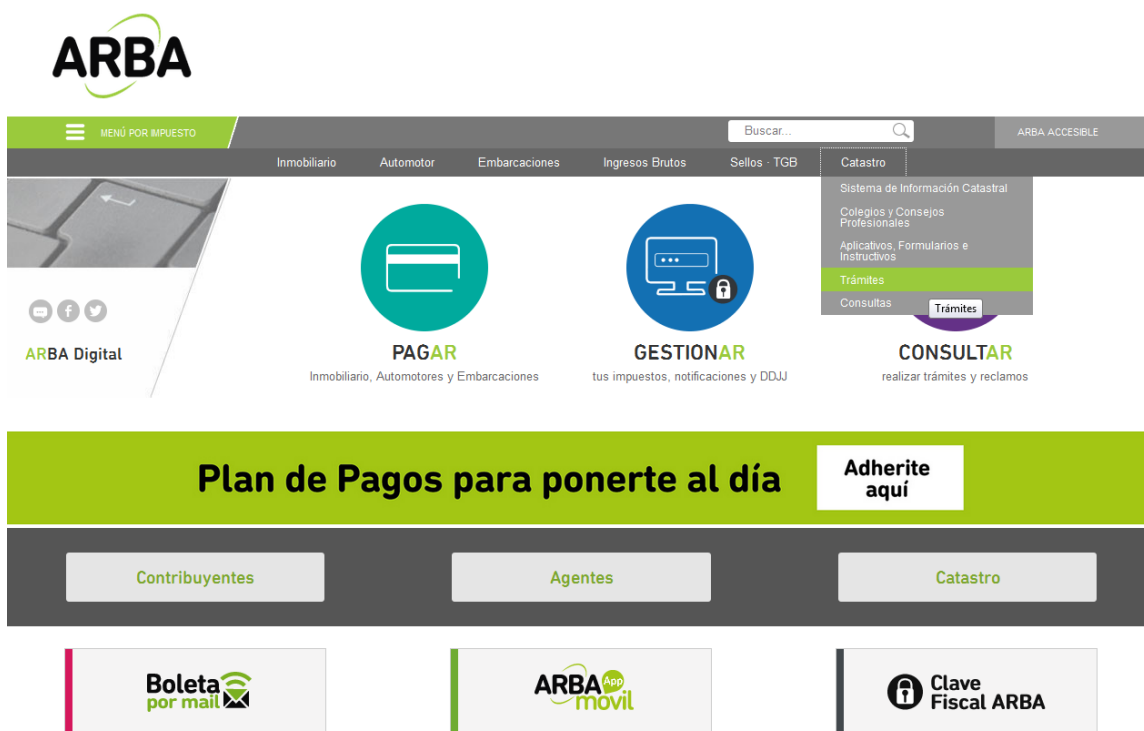 ARBA
MENÚ POR IMPUESTO
Buscar...
ARBA ACCESIBLE
Inmobiliario
Automotor
Embarcaciones
Ingresos Brutos
Sellos - TGB
Catastro
Sistema de Información Catastral
Colegios y Consejos
Profesionales
Aplicativos, Formularios e
Instructivos
Trámites
Consultas
Trámites
ARBA Digital
PAGAR
Inmobiliario, Automotores y Embarcaciones
GESTIONAR
tus impuestos, notificaciones y DDJJ
CONSULTAR
realizar trámites y reclamos
Plan de Pagos para ponerte al día
Adherite
aquí
Contribuyentes
Agentes
Catastro
Boleta
por mail
ARBA App
móvil
Clave
Fiscal ARBA